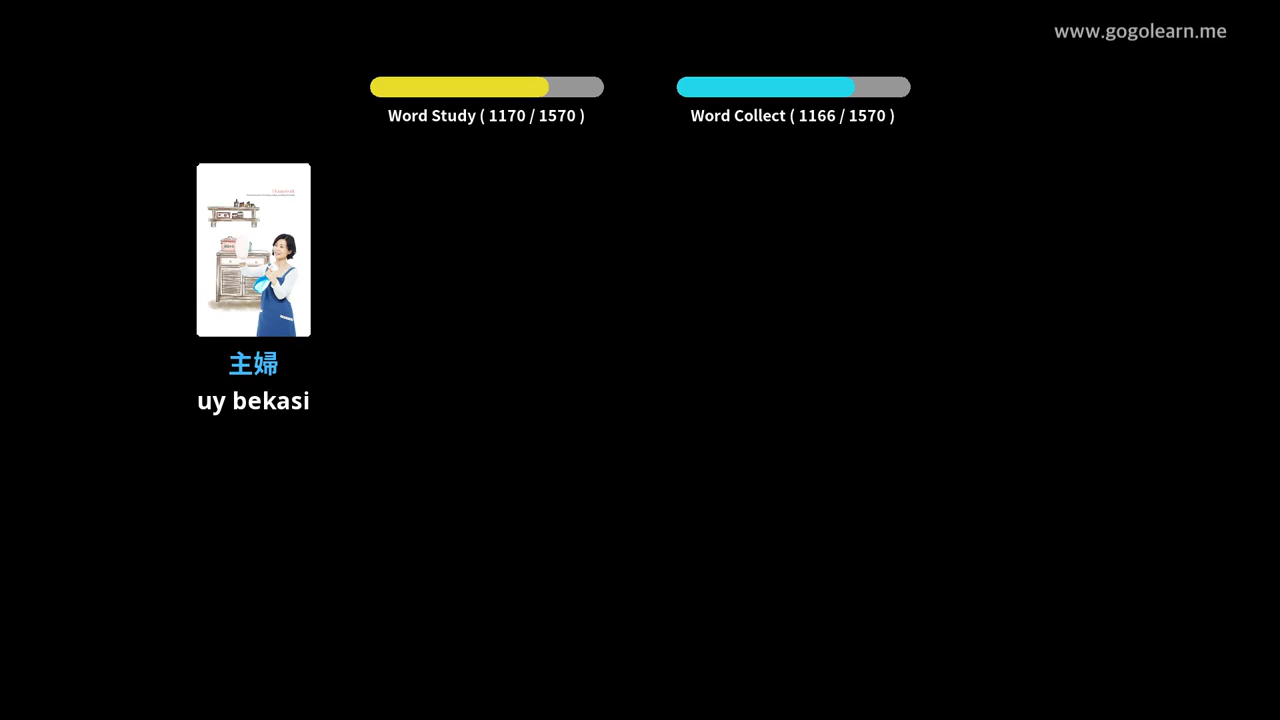 www.gogolearn.me
Word Study ( 1170 / 1570 )
Word Collect ( 1166 / 1570 )
主婦
uy bekasi